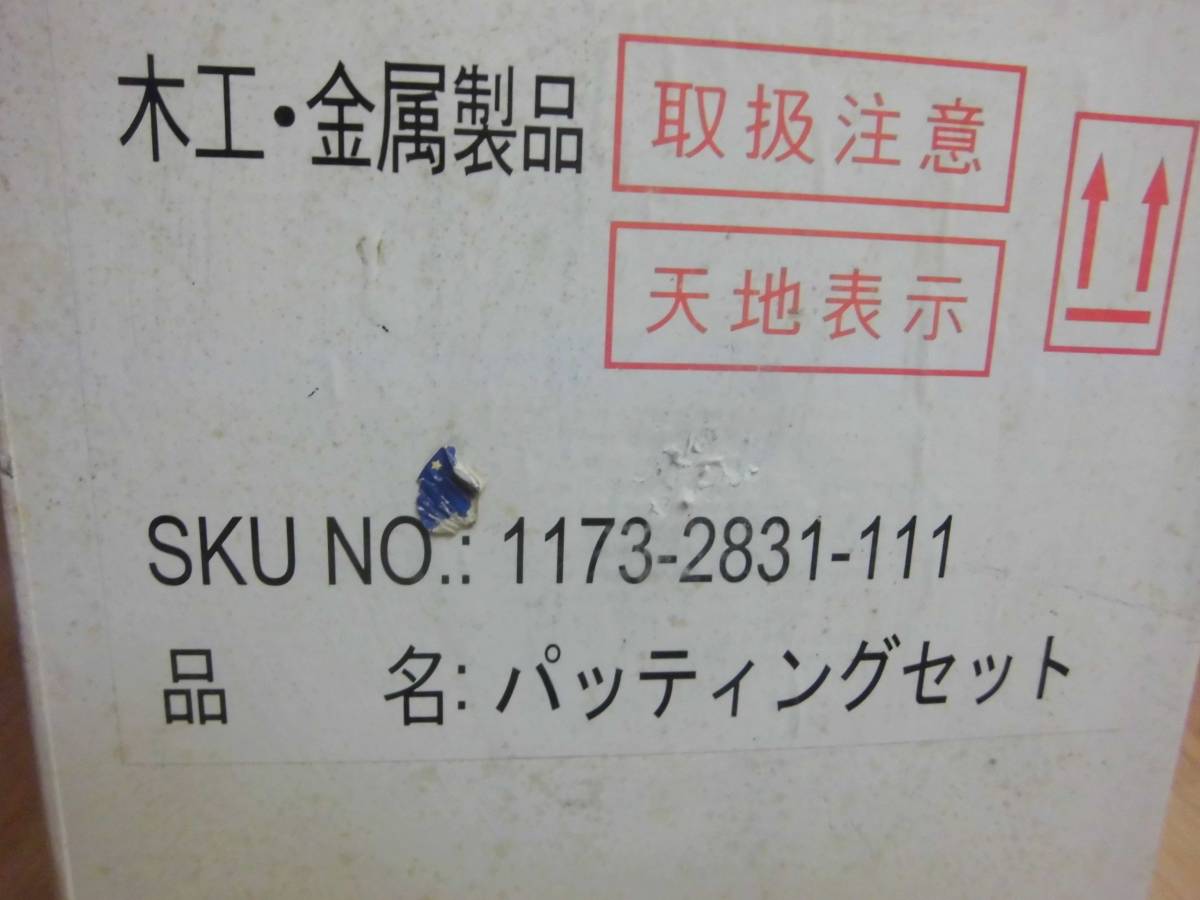 木工・金属製品
取扱注意
天地表示
SKU NO.: 1173-2831-111
品　　名: パッティングセット